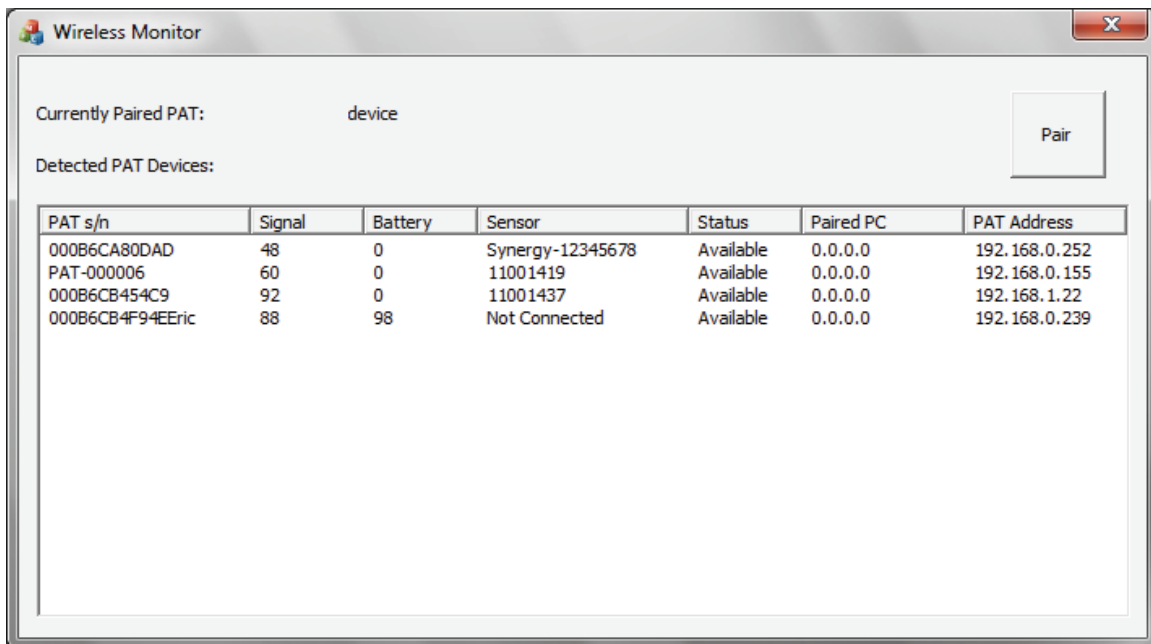 Wireless Monitor
Currently Paired PAT: device
Pair
Detected PAT Devices:
PAT s/n Signal Battery Sensor Status Paired PC PAT Address
000B6CA80DAD 48 0 Synergy-12345678 Available 0.0.0.0 192.168.0.252
PAT-000006 60 0 11001419 Available 0.0.0.0 192.168.0.155
000B6CB454C9 92 0 11001437 Available 0.0.0.0 192.168.1.22
000B6CB4F94EEric 88 98 Not Connected Available 0.0.0.0 192.168.0.239